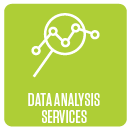 DATA ANALYSIS
SERVICES